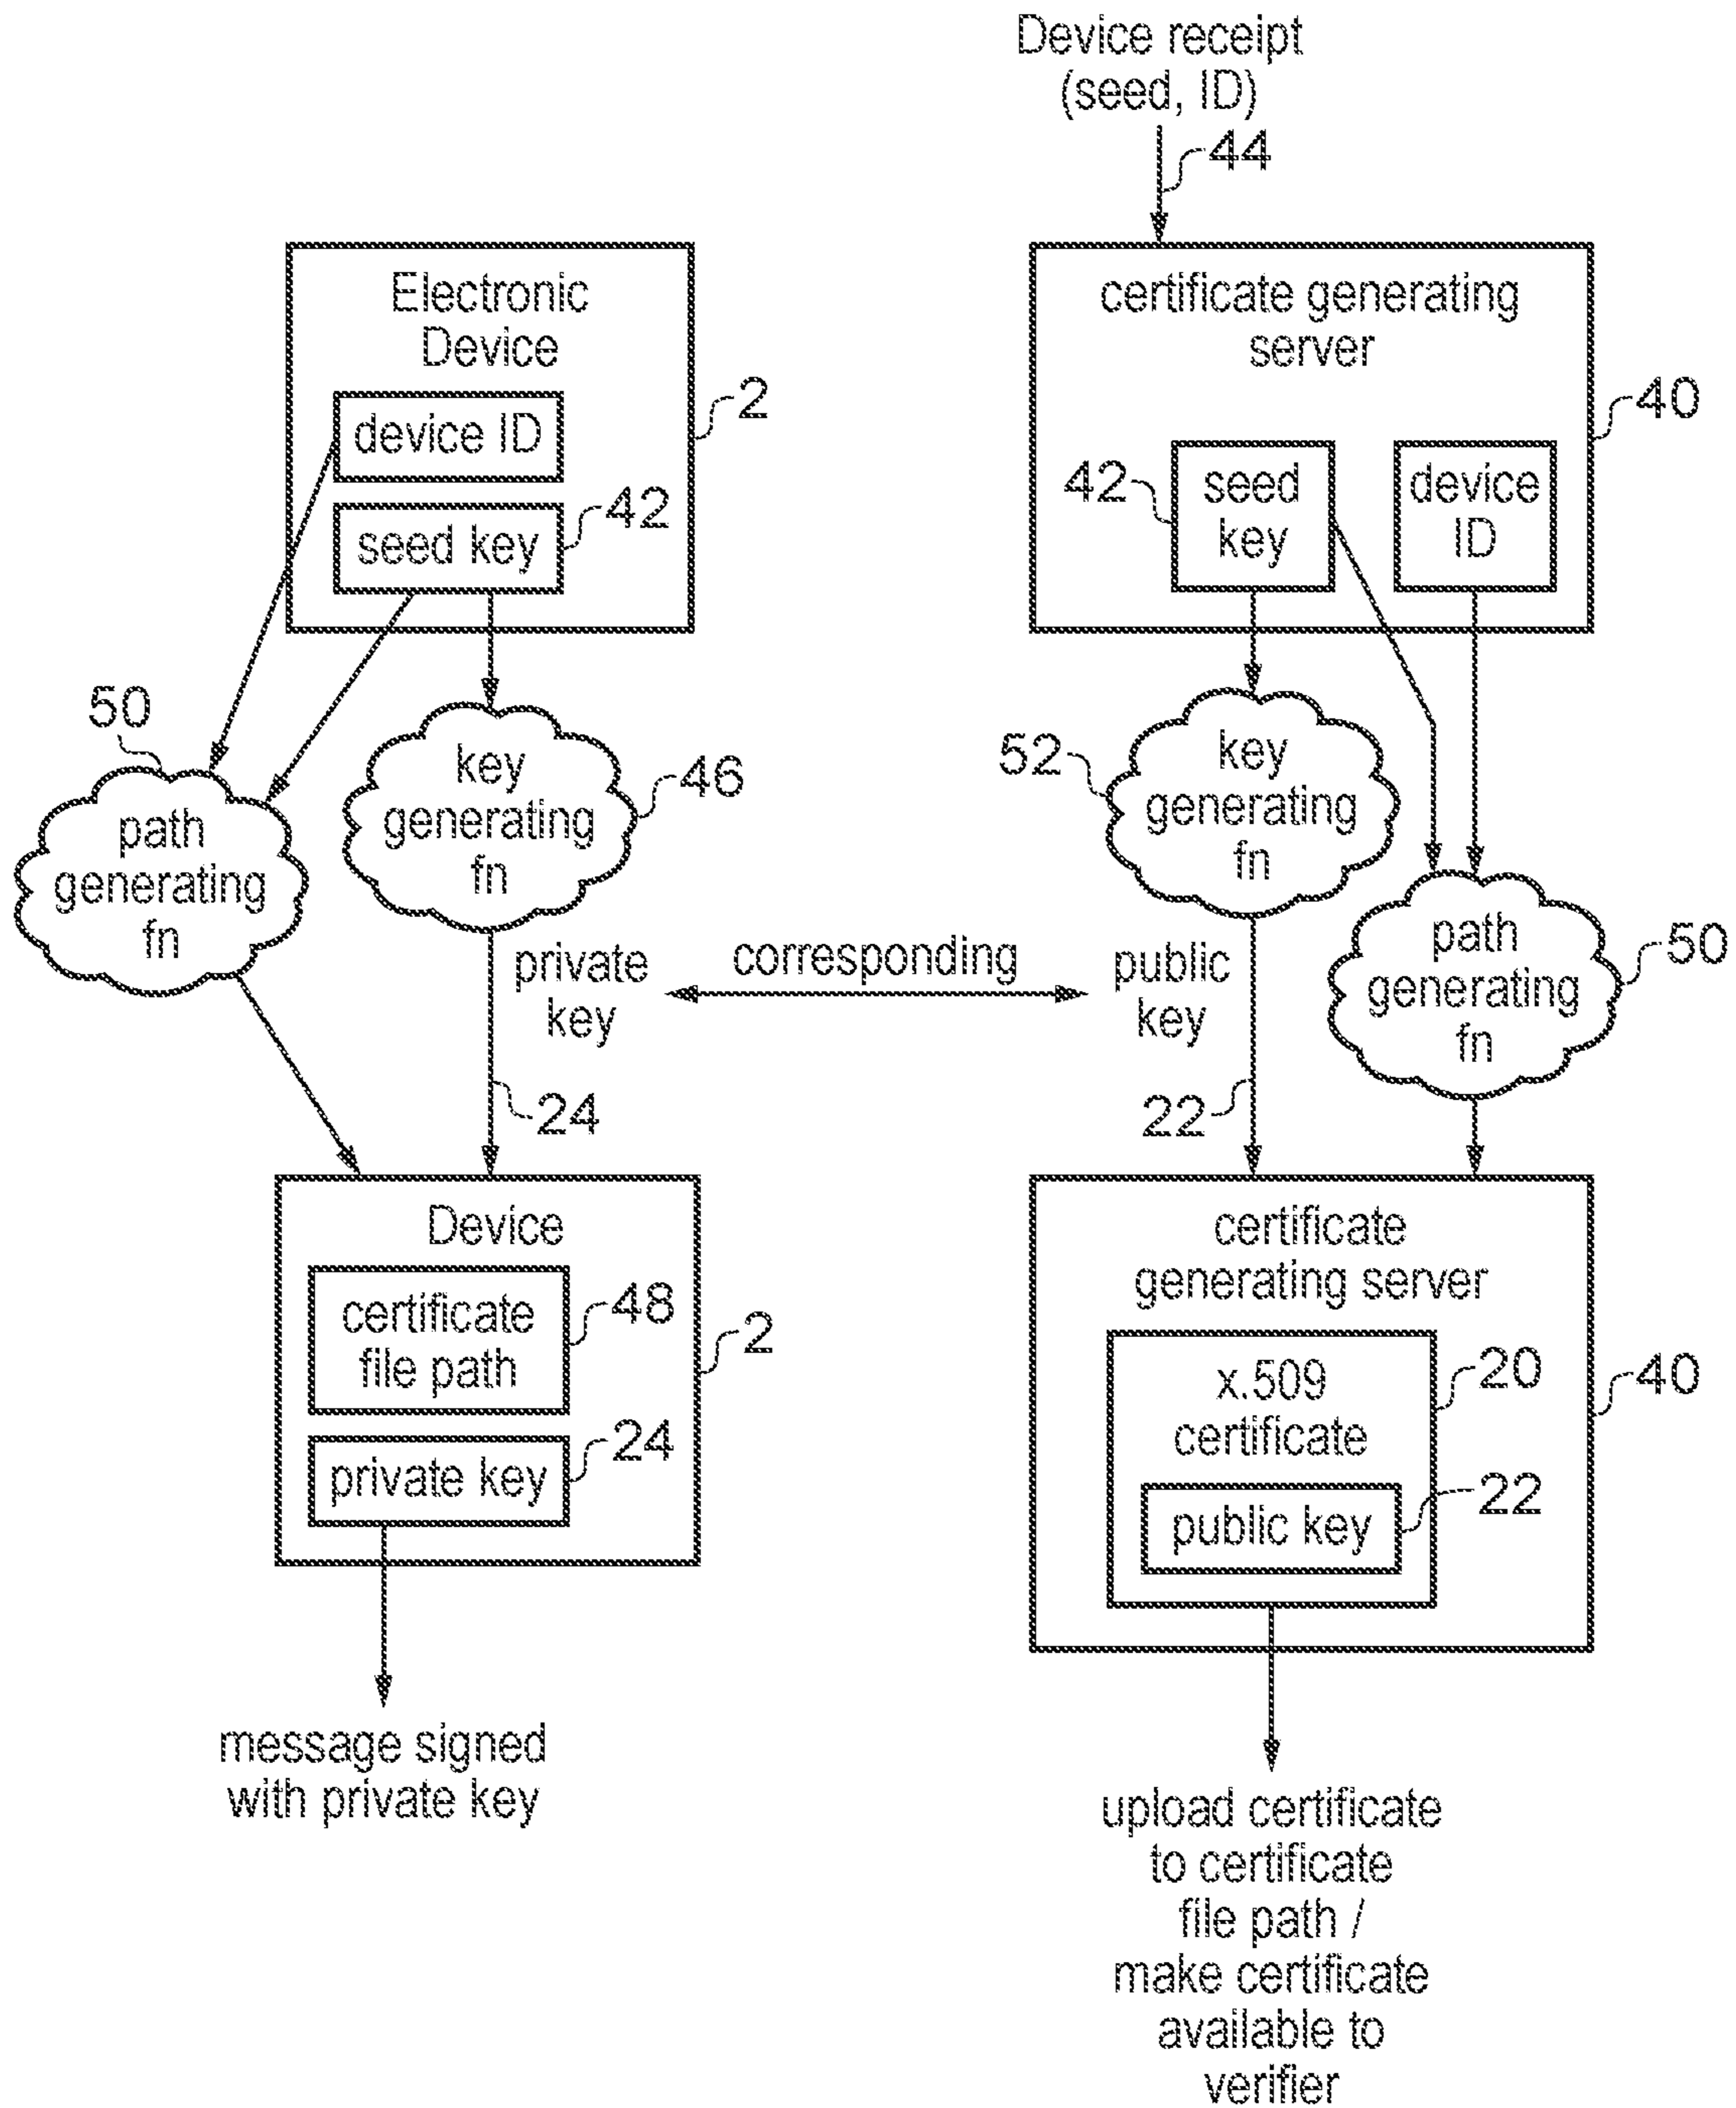 Device receipt
(seed, ID)
44
Electronic
Device
2
device ID
seed key
42
certificate generating
server
40
42
seed
key
device
ID
50
path
generating
fn
key
generating
fn
46
52
key
generating
fn
path
generating
fn
50
private
key
corresponding
public
key
24
22
Device
certificate
file path
48
2
private key
24
certificate
generating server
x.509
certificate
20
40
public key
22
message signed
with private key
upload certificate
to certificate
file path /
make certificate
available to
verifier